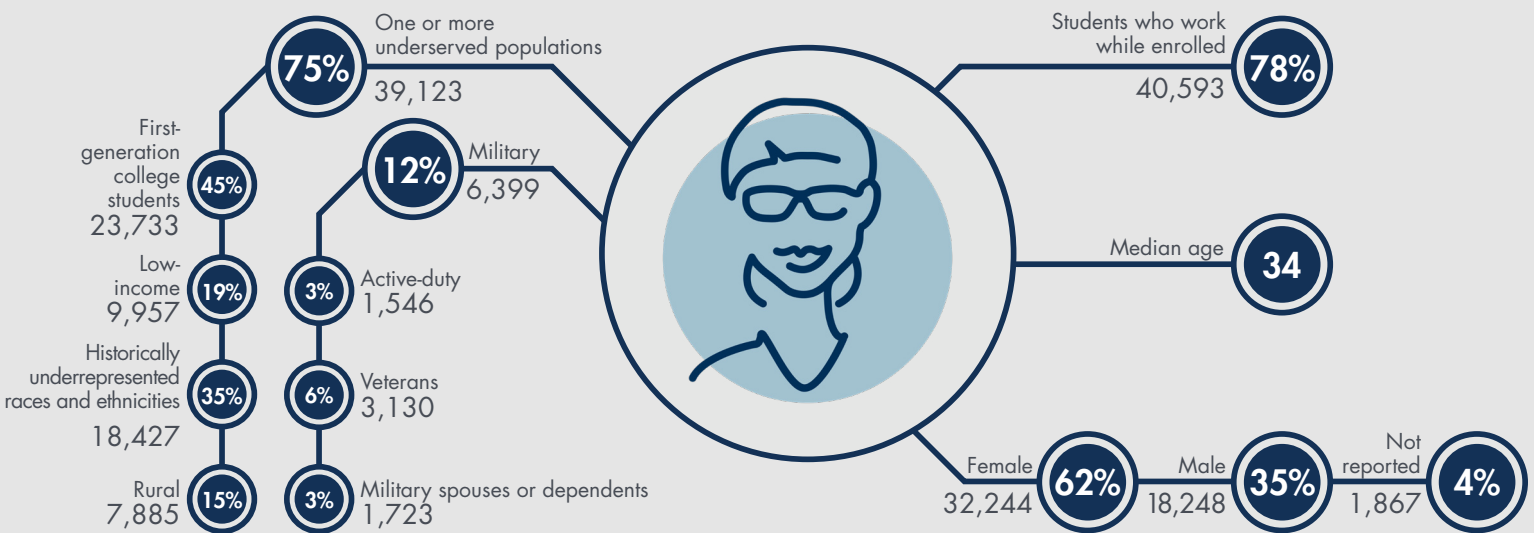 One or more
underserved populations
75%
39,123
First-
generation
college
students
45%
23,733
Low-
income
19%
9,957
Historically
underrepresented
races and ethnicities
35%
18,427
Rural
15%
7,885
12%
Military
6,399
3%
Active-duty
1,546
6%
Veterans
3,130
3%
Military spouses or dependents
1,723
Students who work
while enrolled
78%
40,593
Median age
34
Female
62%
32,244
Male
35%
18,248
Not
reported
4%
1,867